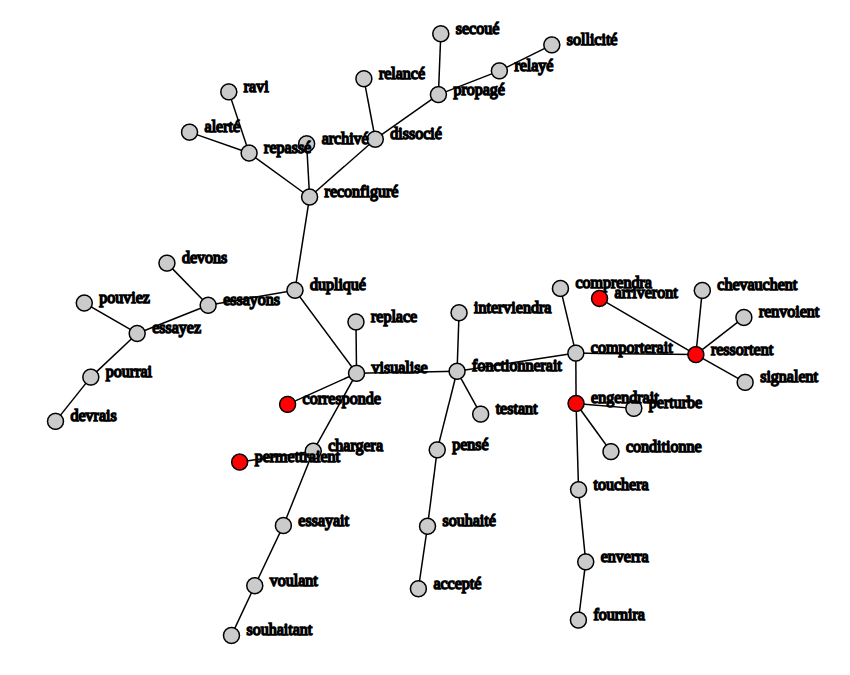 secoué
sollicité
relayé
relancé
propagé
ravi
alerté
archivé
dissocié
repassé
reconfiguré
devons
dupliqué
comprendra
chevauchent
arriveront
pouviez
essayons
interviendra
renvoient
replace
essayez
comporterait
ressortent
visualise
fonctionnerait
pourrai
signalent
corresponde
engendrait
perturbe
testant
devrais
chargera
pensé
conditionne
permettraient
touchera
essayait
souhaité
enverra
voulant
accepté
fournira
souhaitant